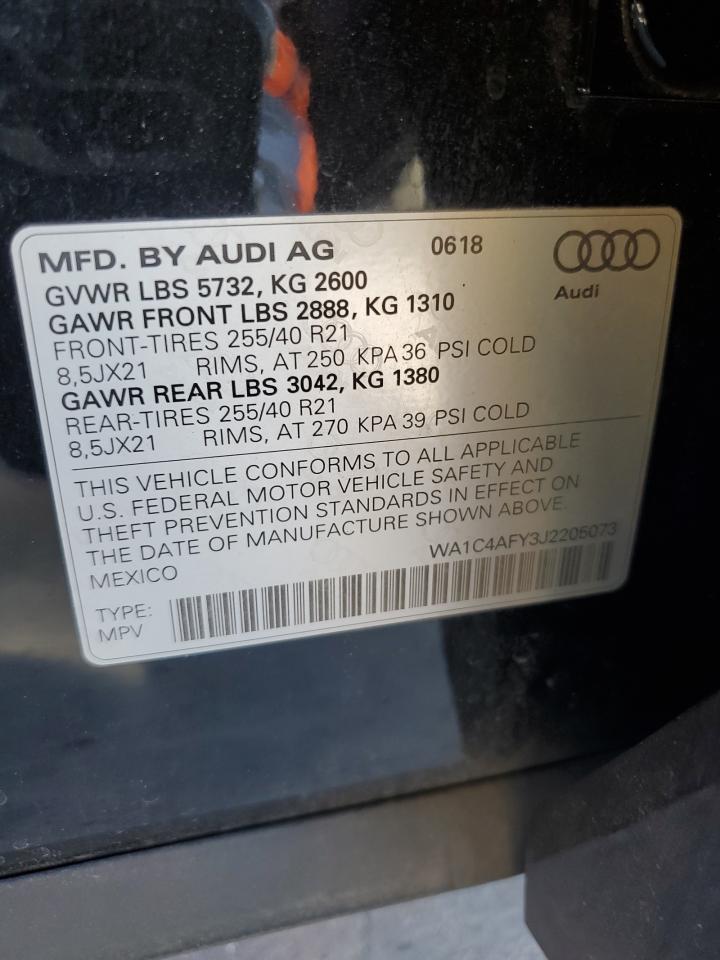 MFD. BY AUDI AG 0618
GVWR LBS 5732, KG 2600
Audi
GAWR FRONT LBS 2888, KG 1310
FRONT-TIRES 255/40 R21
8,5JX21 RIMS, AT 250 KPA 36 PSI COLD
GAWR REAR LBS 3042, KG 1380
REAR-TIRES 255/40 R21
8,5JX21 RIMS, AT 270 KPA 39 PSI COLD
THIS VEHICLE CONFORMS TO ALL APPLICABLE
U.S. FEDERAL MOTOR VEHICLE SAFETY AND
THEFT PREVENTION STANDARDS IN EFFECT ON
THE DATE OF MANUFACTURE SHOWN ABOVE.
MEXICO WA1C4AFY3J2205073
TYPE:
MPV